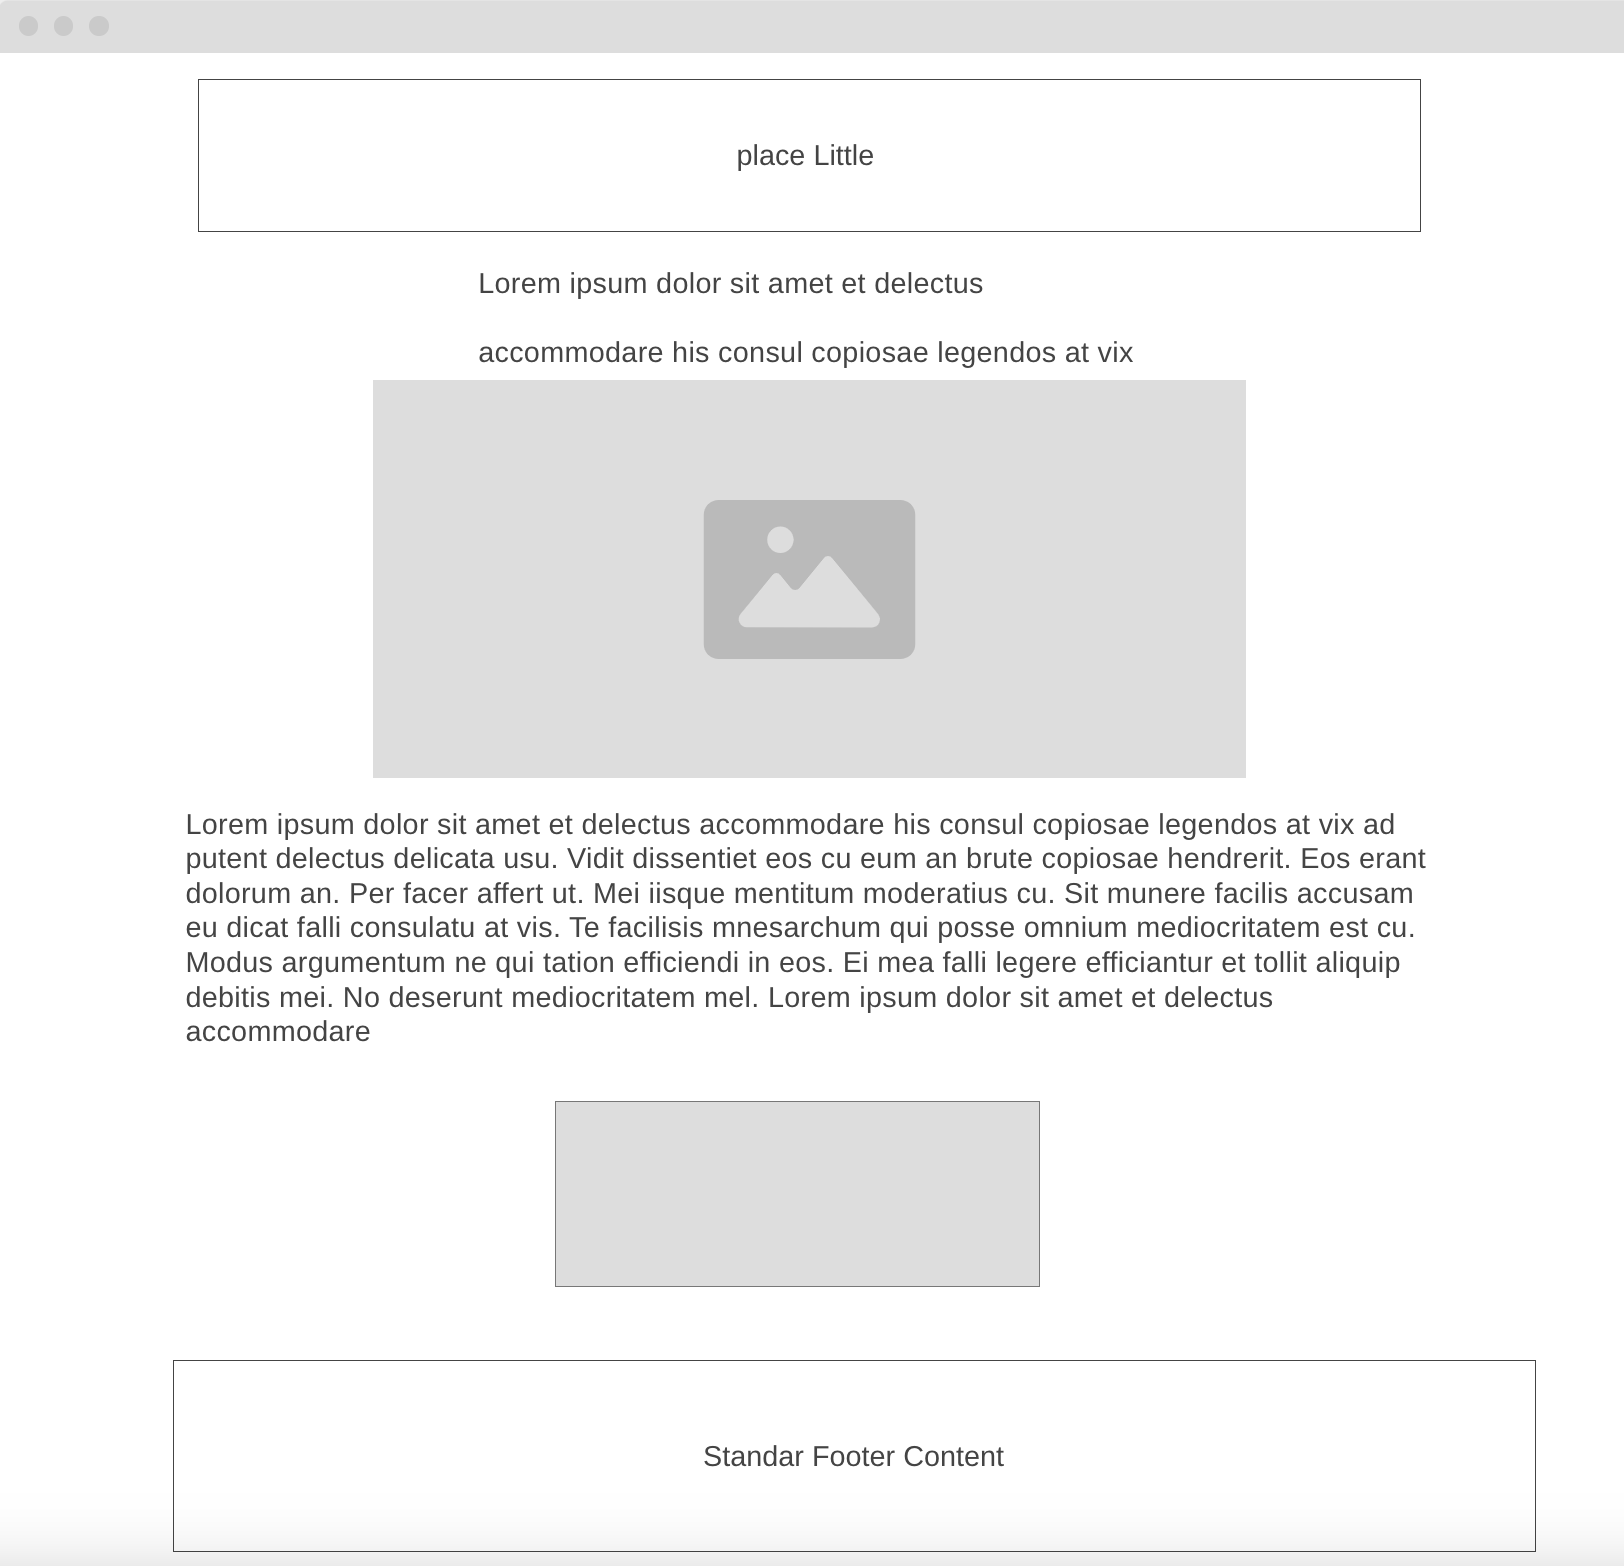 place Little
Lorem ipsum dolor sit amet et delectus
accommodare his consul copiosae legendos at vix
Lorem ipsum dolor sit amet et delectus accommodare his consul copiosae legendos at vix ad
putent delectus delicata usu. Vidit dissentiet eos cu eum an brute copiosae hendrerit. Eos erant
dolorum an. Per facer affert ut. Mei iisque mentitum moderatius cu. Sit munere facilis accusam
eu dicat falli consulatu at vis. Te facilisis mnesarchum qui posse omnium mediocritatem est cu.
Modus argumentum ne qui tation efficiendi in eos. Ei mea falli legere efficiantur et tollit aliquip
debitis mei. No deserunt mediocritatem mel. Lorem ipsum dolor sit amet et delectus
accommodare
Standar Footer Content